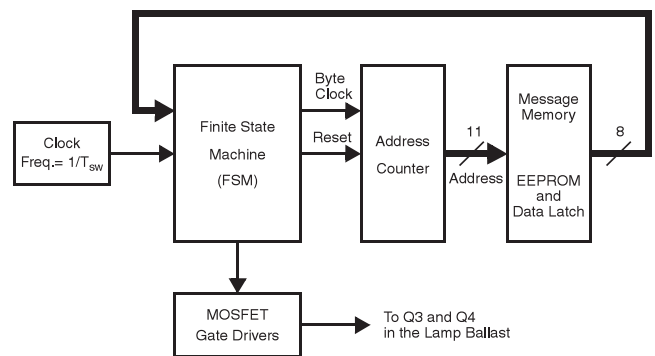 Clock
Freq.= 1/Tsw
Finite State
Machine
(FSM)
Byte
Clock
Reset
Address
Counter
11
Address
Message
Memory
EEPROM
and
Data Latch
8
MOSFET
Gate Drivers
To Q3 and Q4
in the Lamp Ballast